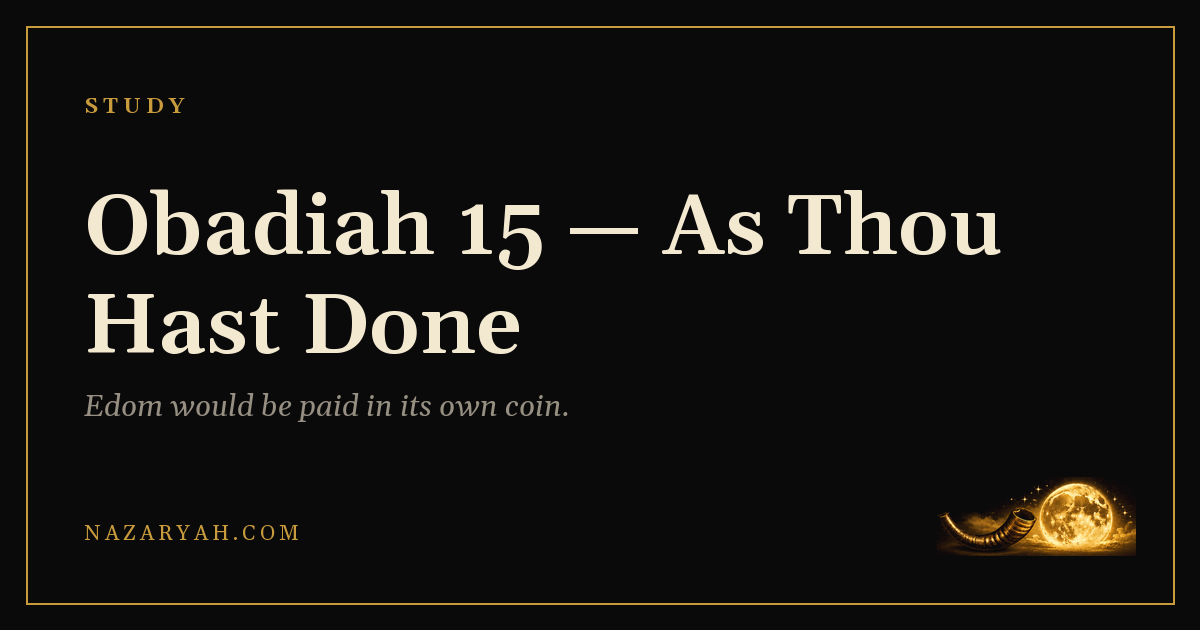 STUDY
Obadiah 15 — As Thou
Hast Done
Edom would be paid in its own coin.
NAZARYAH.COM